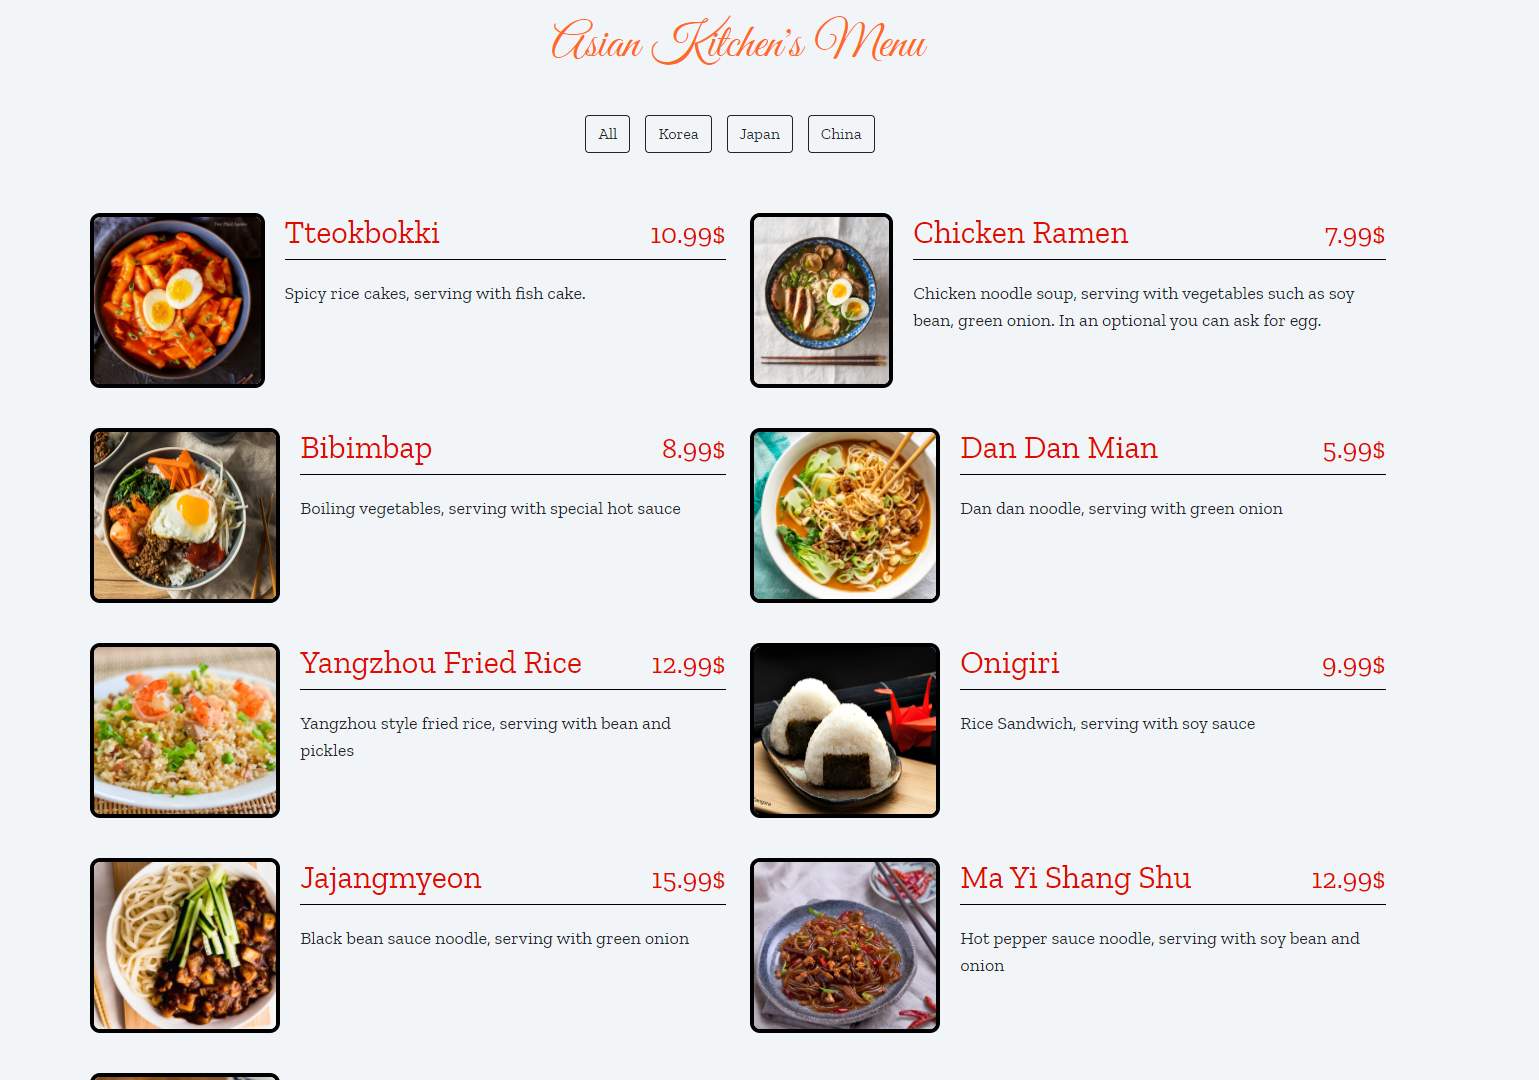 Asian Kitchen's Menu
All
Korea
Japan
China
Tteokbokki
10.99$
Spicy rice cakes, serving with fish cake.
Chicken Ramen
7.99$
Chicken noodle soup, serving with vegetables such as soy
bean, green onion. In an optional you can ask for egg.
Bibimbap
8.99$
Boiling vegetables, serving with special hot sauce
Dan Dan Mian
5.99$
Dan dan noodle, serving with green onion
Yangzhou Fried Rice
12.99$
Yangzhou style fried rice, serving with bean and
pickles
Onigiri
9.99$
Rice Sandwich, serving with soy sauce
Jajangmyeon
15.99$
Black bean sauce noodle, serving with green onion
Ma Yi Shang Shu
12.99$
Hot pepper sauce noodle, serving with soy bean and
onion